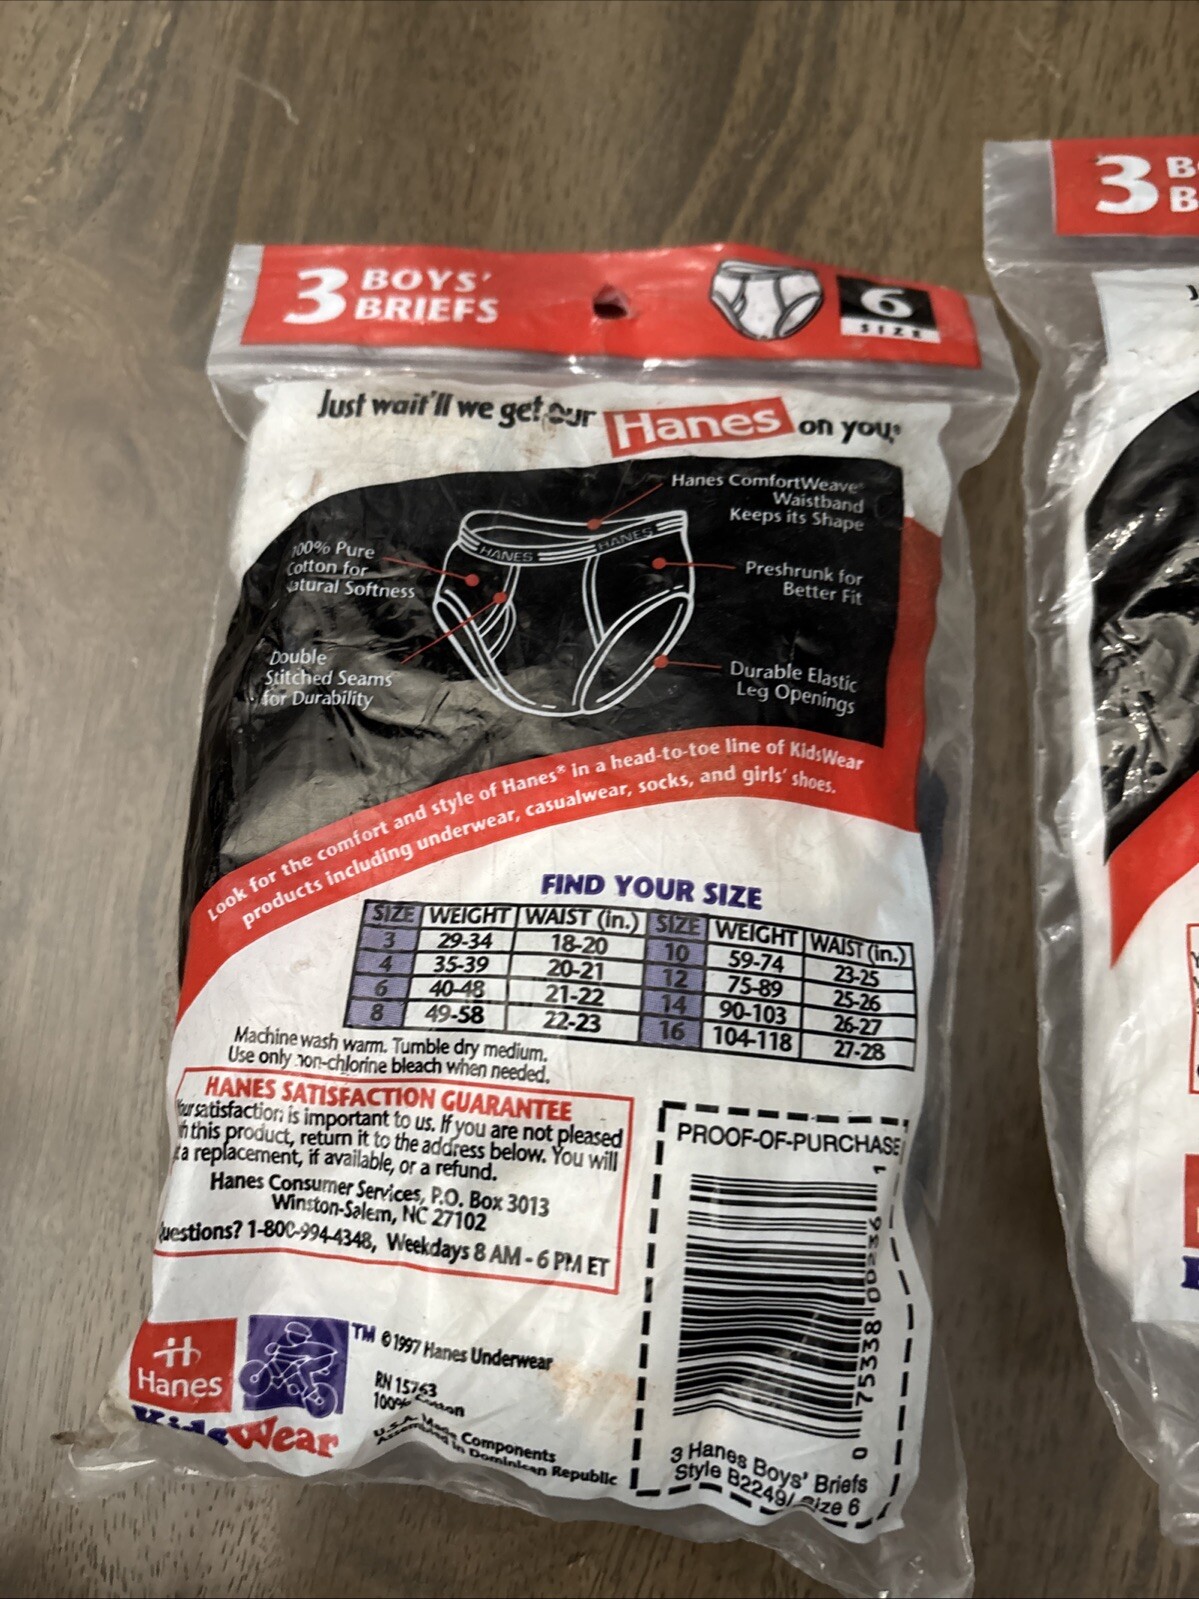 3 BOYS'
BRIEFS
6
SIZE
Just wait'll we get our Hanes on you.®
Hanes ComfortWeave®
Waistband
Keeps its Shape
100% Pure
Cotton for
Natural Softness
HANES HANES
Preshrunk for
Better Fit
Double
Stitched Seams
for Durability
Durable Elastic
Leg Openings
Look for the comfort and style of Hanes® in a head-to-toe line of KidsWear
products including underwear, casualwear, socks, and girls' shoes.
FIND YOUR SIZE
SIZE WEIGHT WAIST (in.) SIZE WEIGHT WAIST (in.)
3 29-34 18-20 10 59-74 23-25
4 35-39 20-21 12 75-89 25-26
6 40-48 21-22 14 90-103 26-27
8 49-58 22-23 16 104-118 27-28
Machine wash warm. Tumble dry medium.
Use only non-chlorine bleach when needed.
HANES SATISFACTION GUARANTEE
Your satisfaction is important to us. If you are not pleased
this product, return it to the address below. You will
a replacement, if available, or a refund.
Hanes Consumer Services, P.O. Box 3013
Winston-Salem, NC 27102
Questions? 1-800-994-4348, Weekdays 8 AM - 6 PM ET
PROOF-OF-PURCHASE
0 75338 00236 1
3 Hanes Boys' Briefs
Style B2249/ Size 6
Hanes
KidsWear
TM ©1997 Hanes Underwear
RN 15763
100% Cotton
U.S.A. Made Components
Assembled in Dominican Republic
3 B
B